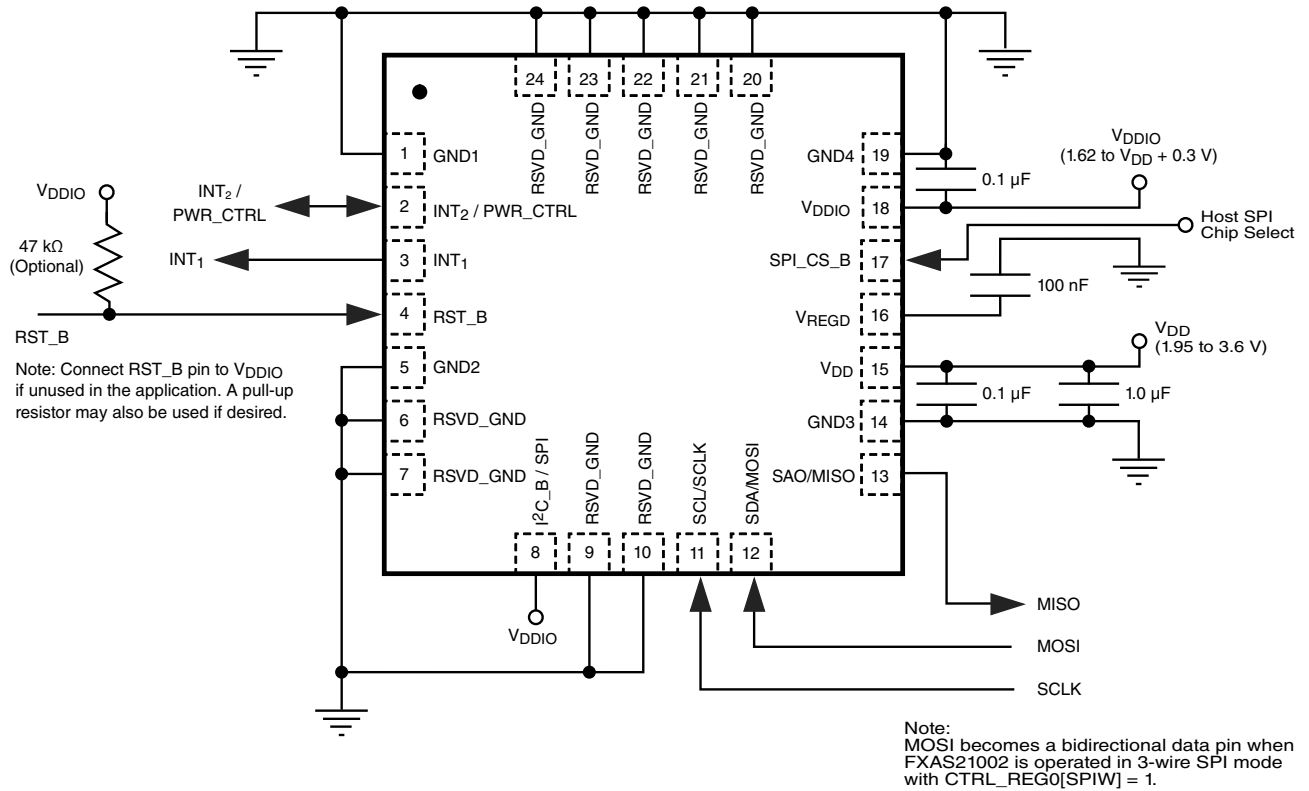 24
23
22
21
20
RSVD_GND
RSVD_GND
RSVD_GND
RSVD_GND
RSVD_GND
1
GND1
GND4
19
VDDIO
(1.62 to VDD + 0.3 V)
0.1 µF
VDDIO
INT2 /
PWR_CTRL
2
INT2 / PWR_CTRL
VDDIO
18
Host SPI
Chip Select
47 kΩ
(Optional)
INT1
3
INT1
SPI_CS_B
17
100 nF
4
RST_B
VREGD
16
RST_B
VDD
(1.95 to 3.6 V)
Note: Connect RST_B pin to VDDIO
if unused in the application. A pull-up
resistor may also be used if desired.
5
GND2
VDD
15
0.1 µF
1.0 µF
6
RSVD_GND
GND3
14
7
RSVD_GND
SAO/MISO
13
I2C_B / SPI
RSVD_GND
RSVD_GND
SCL/SCLK
SDA/MOSI
8
9
10
11
12
VDDIO
MISO
MOSI
SCLK
Note:
MOSI becomes a bidirectional data pin when
FXAS21002 is operated in 3-wire SPI mode
with CTRL_REG0[SPIW] = 1.